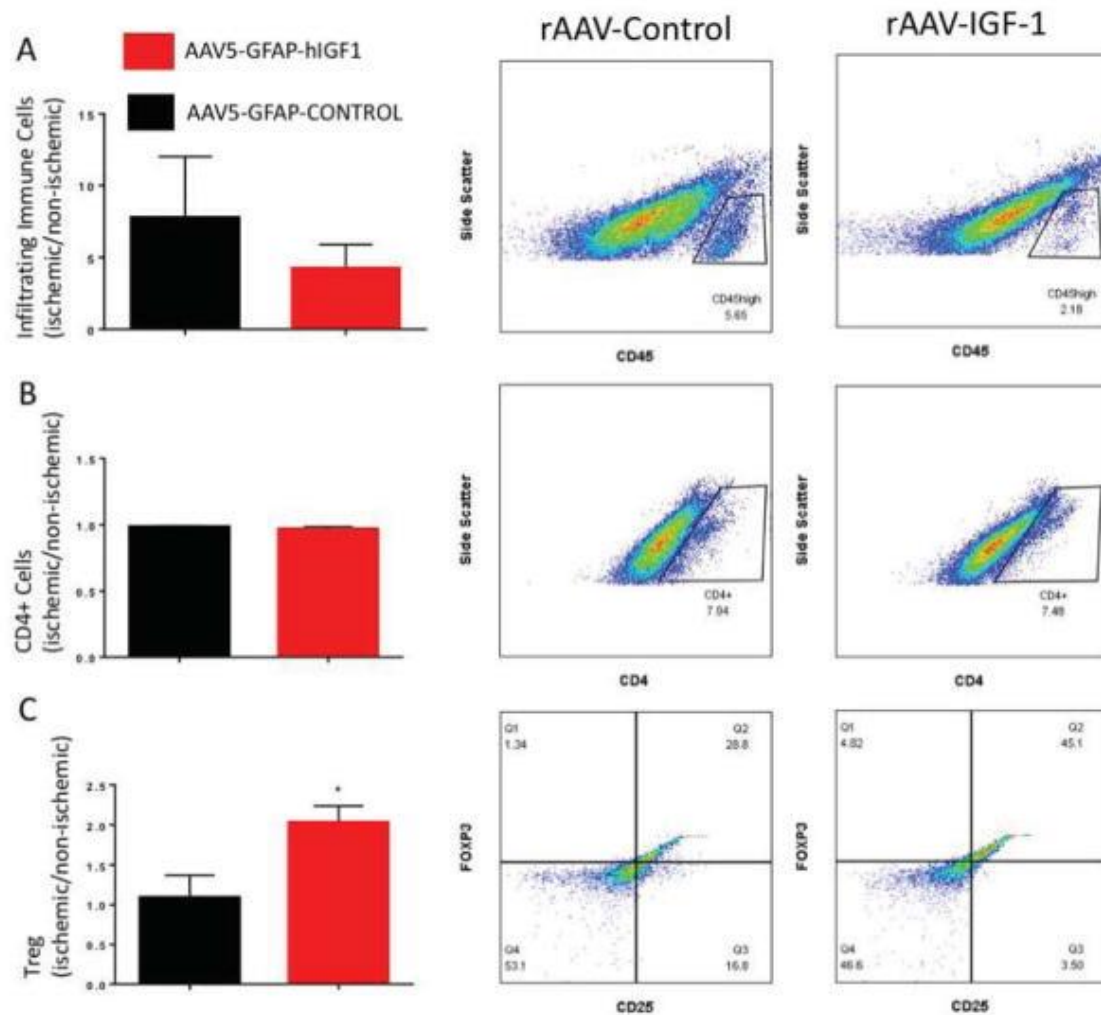 A
AAV5-GFAP-hIGF1
AAV5-GFAP-CONTROL
Infiltrating Immune Cells
(ischemic/non-ischemic)
15
10
5
0
rAAV-Control
rAAV-IGF-1
Side Scatter
CD45high
5.65
CD45
Side Scatter
CD45high
2.18
CD45
B
CD4+ Cells
(ischemic/non-ischemic)
1.5
1.0
0.5
0.0
Side Scatter
CD4+
7.94
CD4
Side Scatter
CD4+
7.48
CD4
C
Treg
(ischemic/non-ischemic)
2.5
2.0
1.5
1.0
0.5
0.0
*
FOXP3
Q1
1.34
Q2
28.8
Q4
53.1
Q3
16.8
CD25
FOXP3
Q1
4.82
Q2
45.1
Q4
46.6
Q3
3.50
CD25